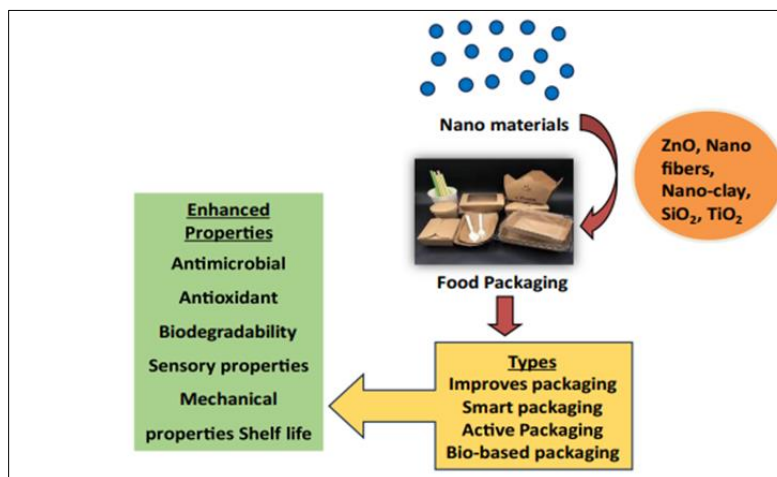 Nano materials
ZnO, Nano
fibers,
Nano-clay,
SiO₂, TiO₂
Food Packaging
Types
Improves packaging
Smart packaging
Active Packaging
Bio-based packaging
Enhanced
Properties
Antimicrobial
Antioxidant
Biodegradability
Sensory properties
Mechanical
properties Shelf life